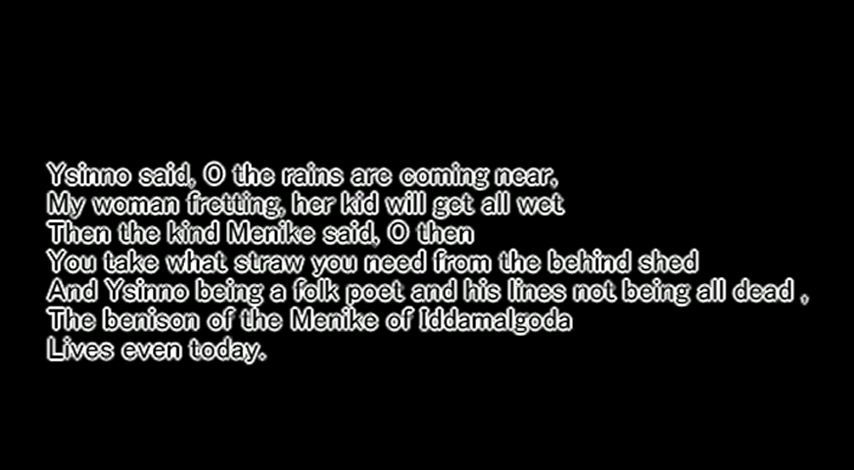 Ysinno said, O the rains are coming near,
My woman fretting, her kid will get all wet
Then the kind Menike said, O then
You take what straw you need from the behind shed
And Ysinno being a folk poet and his lines not being all dead ,
The benison of the Menike of Iddamalgoda
Lives even today.